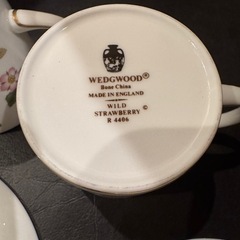 WEDGWOOD®
Bone China
MADE IN ENGLAND
WILD ©
STRAWBERRY
R 4406